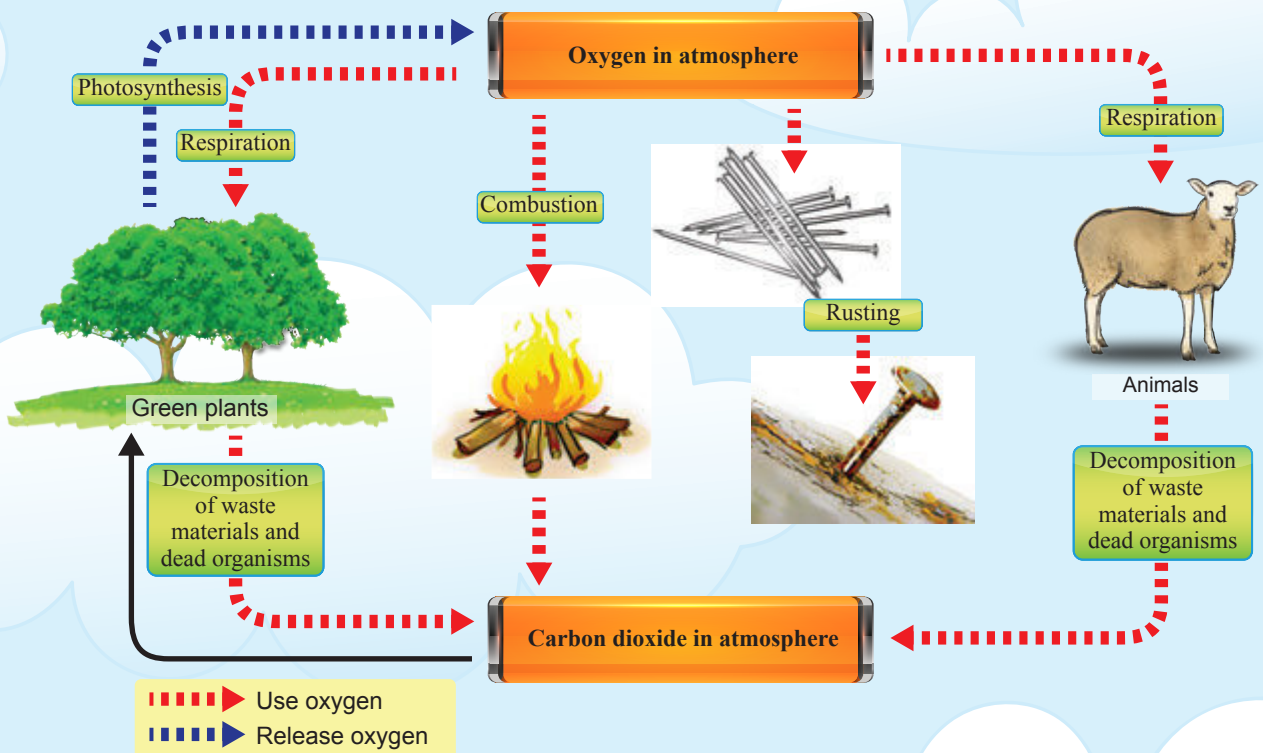 Oxygen in atmosphere
Photosynthesis
Respiration
Respiration
Combustion
Rusting
Green plants
Animals
Decomposition
of waste
materials and
dead organisms
Decomposition
of waste
materials and
dead organisms
Carbon dioxide in atmosphere
Use oxygen
Release oxygen